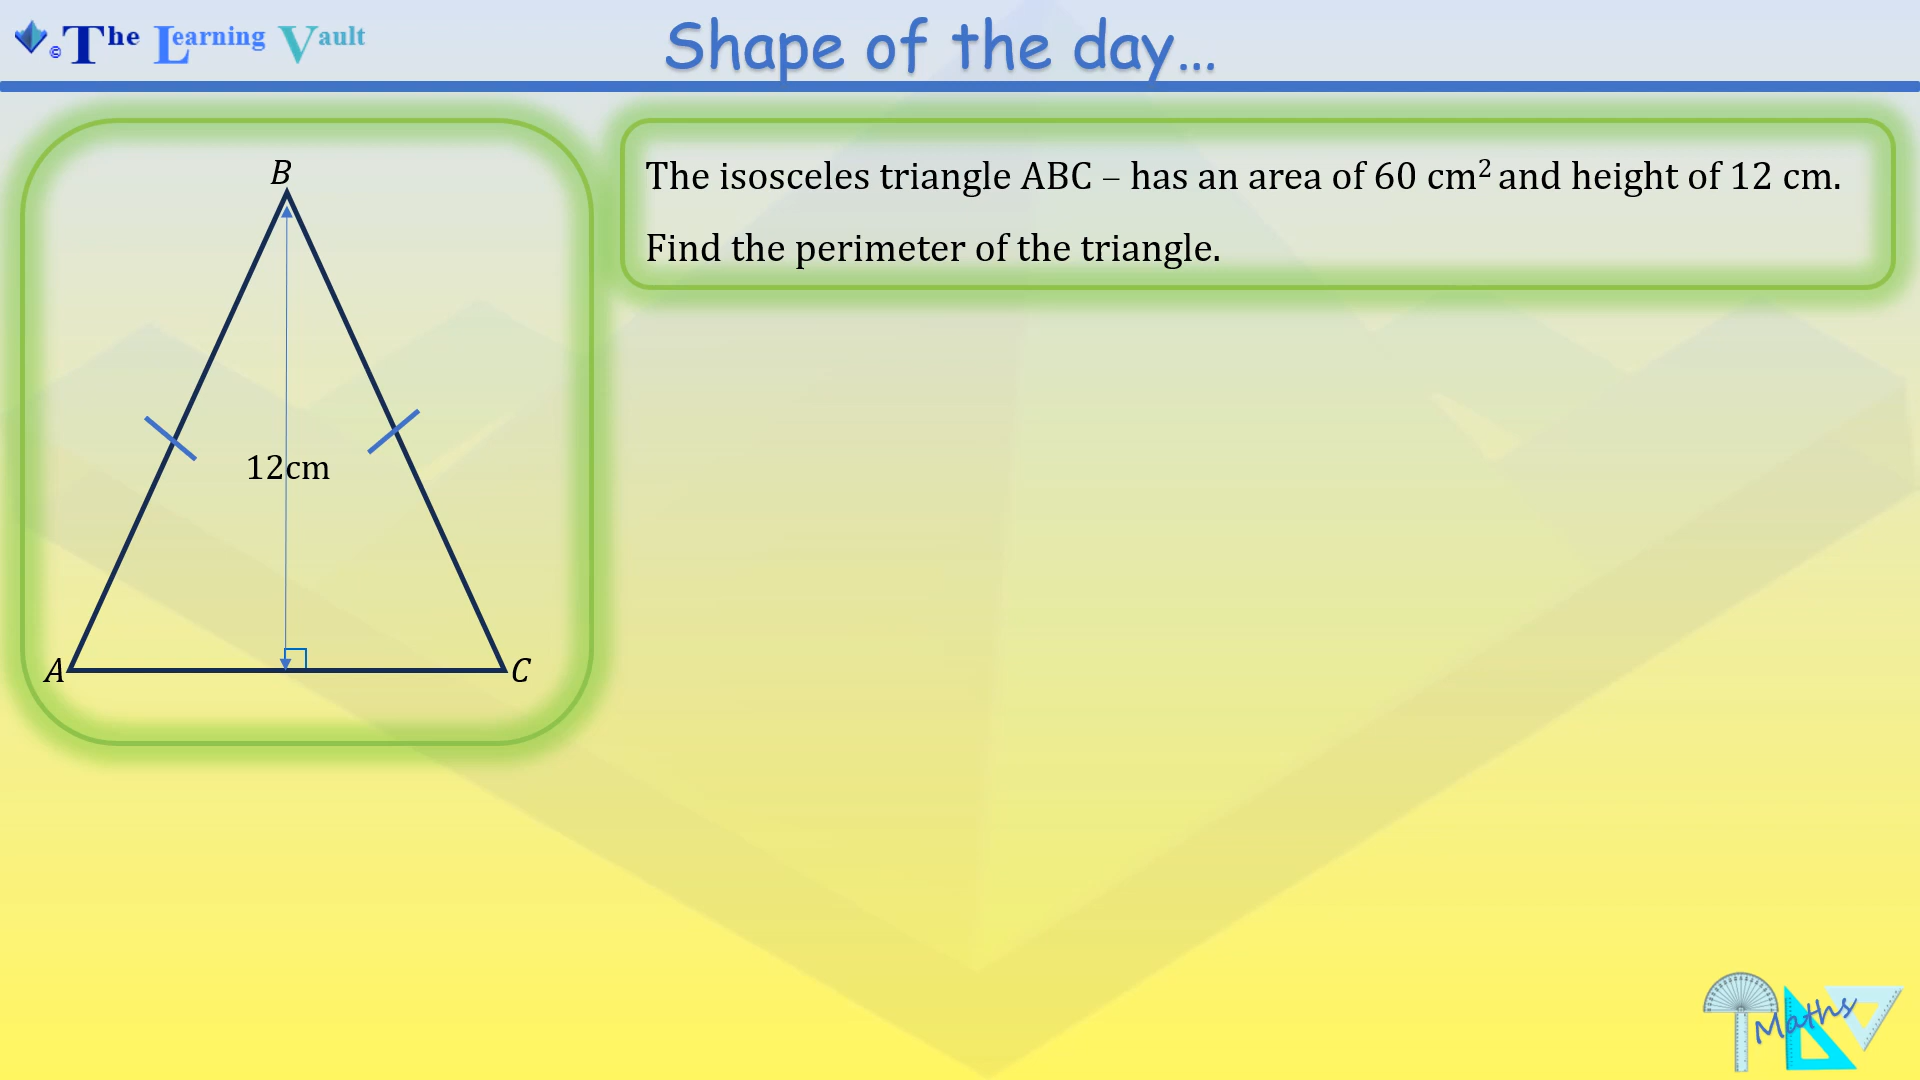 © The Learning Vault
Shape of the day...
The isosceles triangle ABC – has an area of 60 cm² and height of 12 cm.
Find the perimeter of the triangle.
B
12cm
A
C
Maths